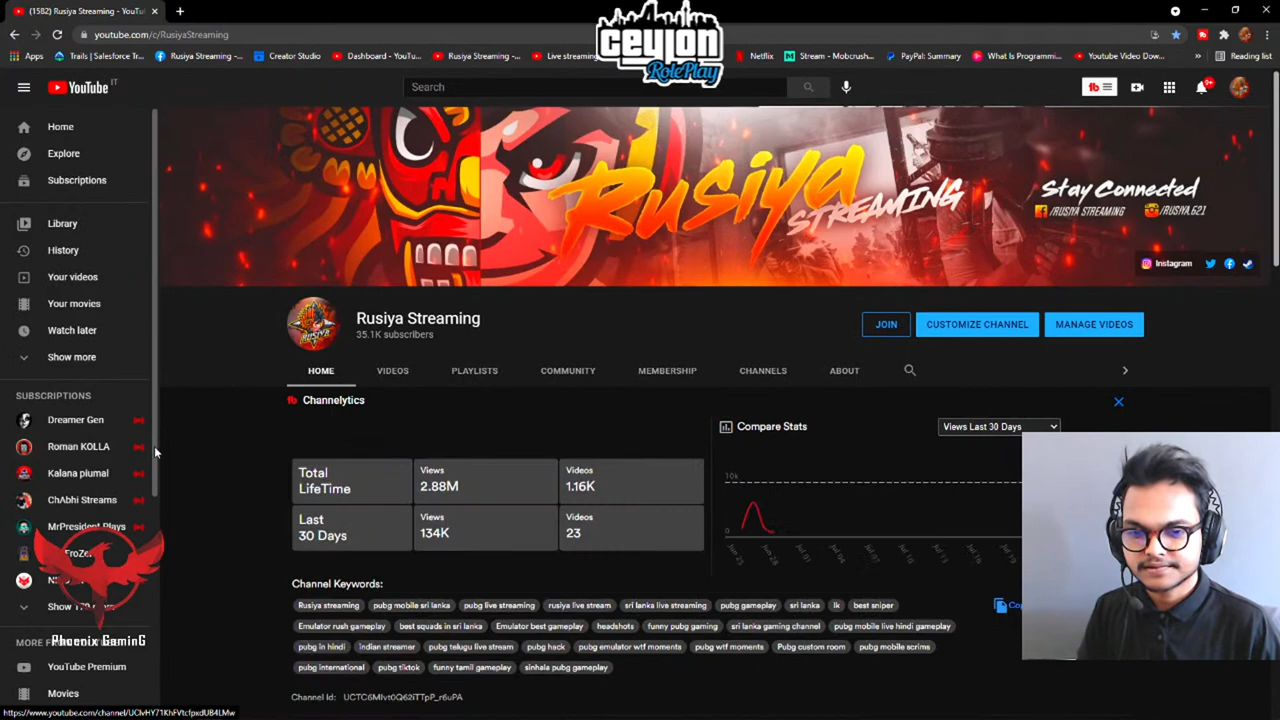 (1582) Rusiya Streaming - YouTu
youtube.com/c/RusiyaStreaming
Apps
Trails | Salesforce Tr...
Rusiya Streaming - Y...
Creator Studio
Dashboard - YouTu...
Rusiya Streaming -...
Live streaming
Netflix
Stream - Mobcrush...
PayPal: Summary
What Is Programmi...
Youtube Video Dow...
»
Reading list
CEYLON
RolePlay
YouTube IT
Search
9+
Home
Explore
Subscriptions
Library
History
Your videos
Your movies
Watch later
Show more
SUBSCRIPTIONS
Dreamer Gen
Roman KOLLA
Kalana piumal
ChAbhi Streams
MrPresident Plays
Phoenix GaminG
YouTube Premium
Movies
Rusiya
STREAMING
Stay Connected
/RUSIYA STREAMING
/RUSIYA.621
Instagram
Rusiya Streaming
35.1K subscribers
JOIN
CUSTOMIZE CHANNEL
MANAGE VIDEOS
HOME
VIDEOS
PLAYLISTS
COMMUNITY
MEMBERSHIP
CHANNELS
ABOUT
Channelytics
Total LifeTime
Views
2.88M
Videos
1.16K
Last 30 Days
Views
134K
Videos
23
Compare Stats
Views Last 30 Days
10k
0
Channel Keywords:
Rusiya streaming pubg mobile sri lanka pubg live streaming rusiya live stream sri lanka live streaming pubg gameplay sri lanka lk best sniper
Emulator rush gameplay best squads in sri lanka Emulator best gameplay headshots funny pubg gaming sri lanka gaming channel pubg mobile live hindi gameplay
pubg in hindi indian streamer pubg telugu live stream pubg hack pubg emulator wtf moments pubg wtf moments Pubg custom room pubg mobile scrims
pubg international pubg tiktok funny tamil gameplay sinhala pubg gameplay
Channel Id: